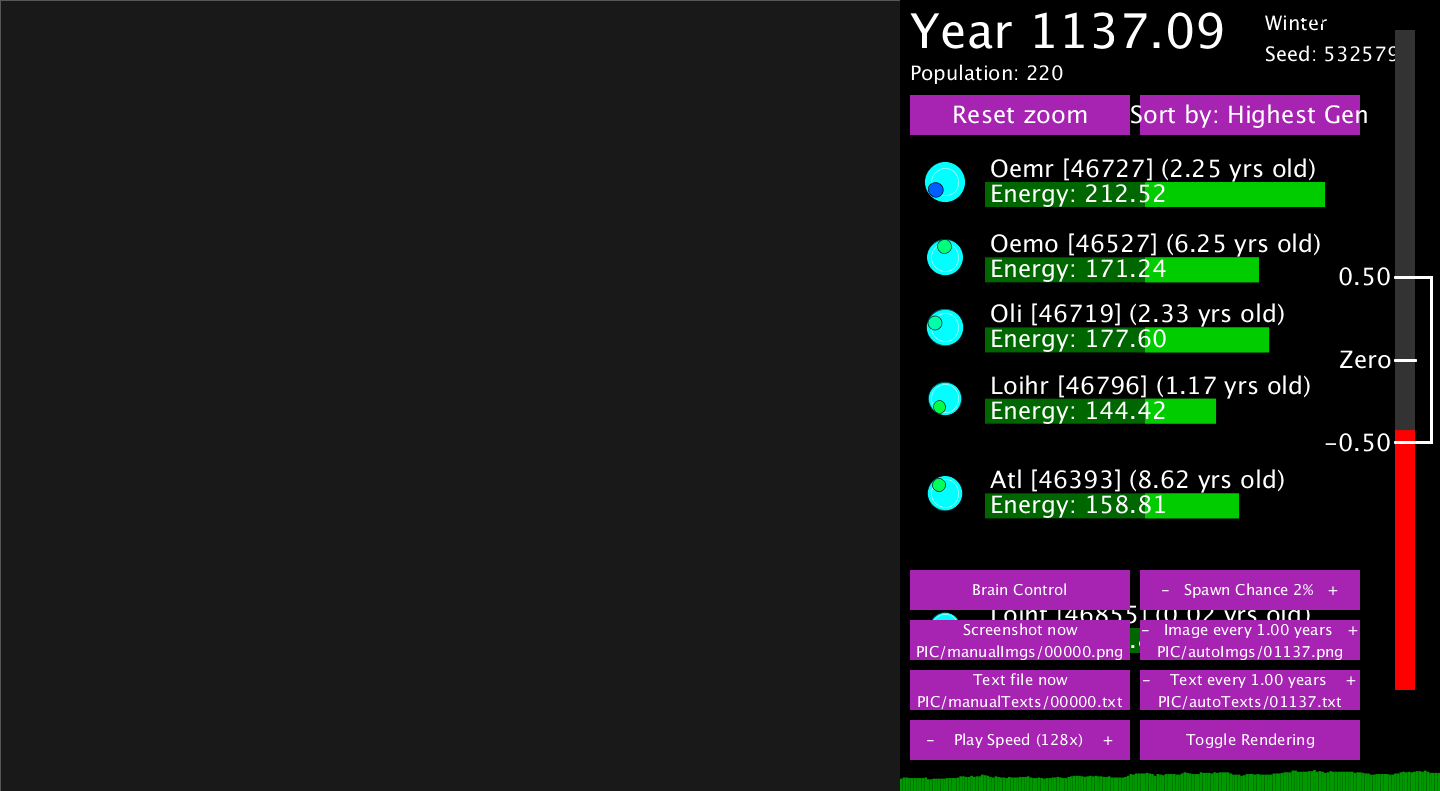 Year 1137.09
Winter
Seed: 532579
Population: 220
Reset zoom
Sort by: Highest Gen
Oemr [46727] (2.25 yrs old)
Energy: 212.52
Oemo [46527] (6.25 yrs old)
Energy: 171.24
0.50
Oli [46719] (2.33 yrs old)
Energy: 177.60
Zero
Loihr [46796] (1.17 yrs old)
Energy: 144.42
-0.50
Atl [46393] (8.62 yrs old)
Energy: 158.81
Brain Control
- Spawn Chance 2% +
[46855] (0.02 yrs old)
Screenshot now
PIC/manualImgs/00000.png
- Image every 1.00 years +
PIC/autoImgs/01137.png
Text file now
PIC/manualTexts/00000.txt
- Text every 1.00 years +
PIC/autoTexts/01137.txt
- Play Speed (128x) +
Toggle Rendering